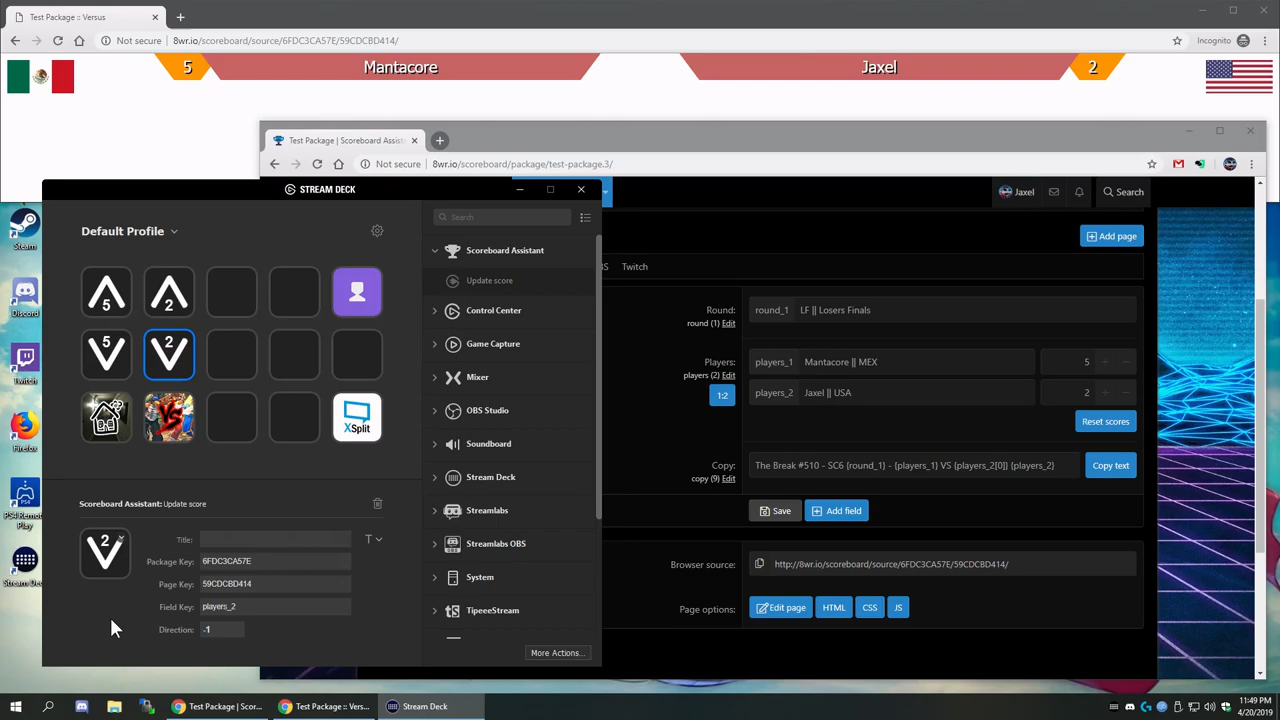 Test Package :: Versus
Not secure
8wr.io/scoreboard/source/6FDC3CA57E/59CDCBD414/
Incognito
5
Mantacore
Jaxel
2
Test Package | Scoreboard Assist
Not secure
8wr.io/scoreboard/package/test-package.3/
STREAM DECK
Jaxel
Search
Default Profile
Search
Add page
Scoreboard Assistant
Twitch
Update score
Steam
5
2
Control Center
Round:
round_1
LF || Losers Finals
round (1) Edit
Discord
5
2
Game Capture
Players:
players_1
Mantacore || MEX
5
players (2) Edit
Mixer
1:2
players_2
Jaxel || USA
2
Twitch
OBS Studio
Reset scores
VS
XSplit
Soundboard
Firefox
Copy:
The Break #510 - SC6 {round_1} - {players_1} VS {players_2[0]} {players_2}
Copy text
copy (9) Edit
Stream Deck
Scoreboard Assistant: Update score
Streamlabs
Save
Add field
PS4 Remote
Play
2
Title:
T
Streamlabs OBS
Package Key:
6FDC3CA57E
Browser source:
http://8wr.io/scoreboard/source/6FDC3CA57E/59CDCBD414/
Page Key:
59CDCBD414
System
Stream De
Field Key:
players_2
TipeeeStream
Page options:
Edit page
HTML
CSS
JS
Direction:
-1
More Actions...
Test Package | Scor...
Test Package :: Vers...
Stream Deck
11:49 PM
4/20/2019